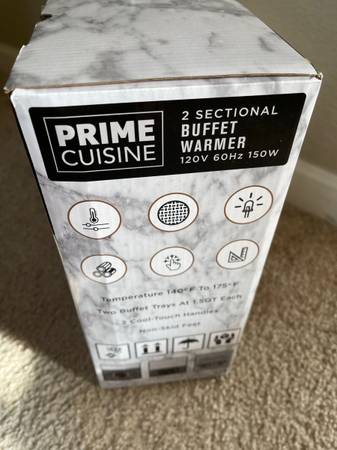 PRIME
CUISINE
2 SECTIONAL
BUFFET
WARMER
120V 60Hz 150W
Temperature 140°F To 175°F
Two Buffet Trays At 1.5QT Each
2 Cool-Touch Handles
Non-Skid Feet